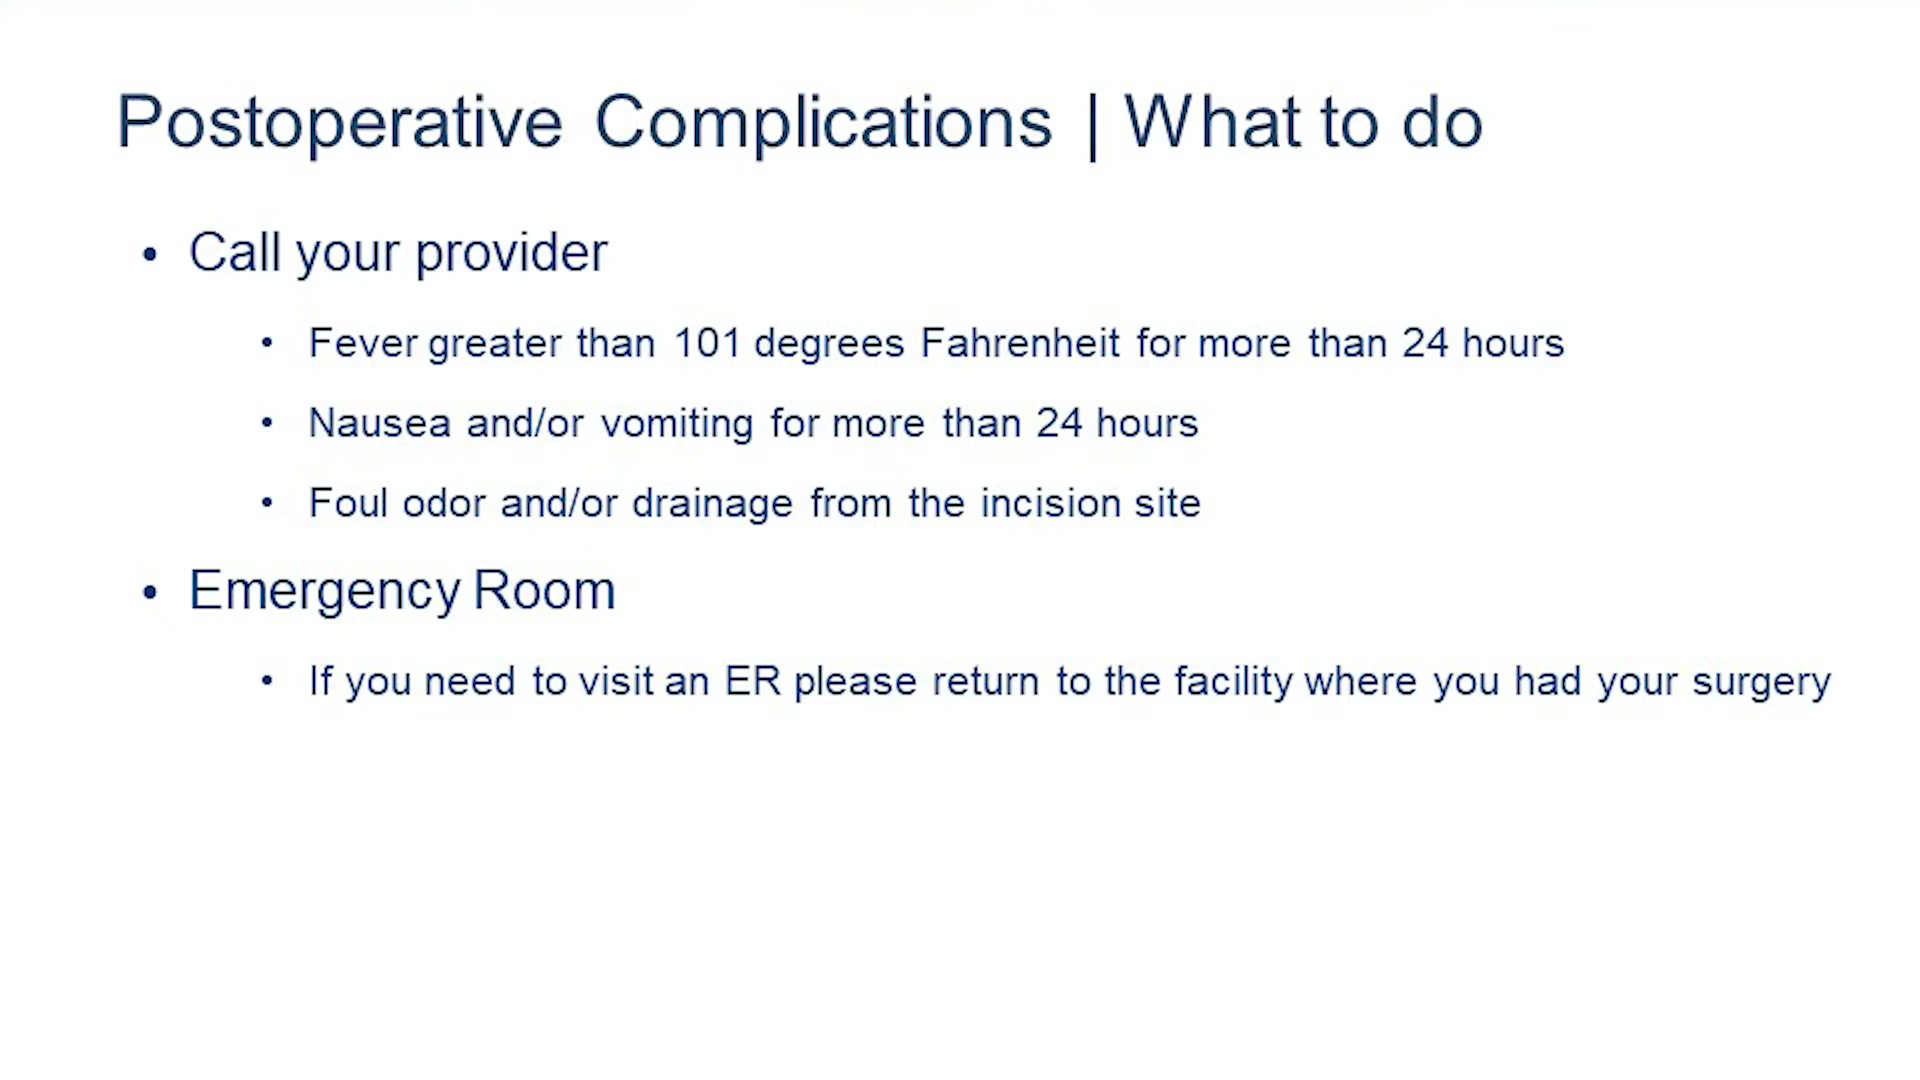 Postoperative Complications | What to do
• Call your provider
• Fever greater than 101 degrees Fahrenheit for more than 24 hours
• Nausea and/or vomiting for more than 24 hours
• Foul odor and/or drainage from the incision site
• Emergency Room
• If you need to visit an ER please return to the facility where you had your surgery